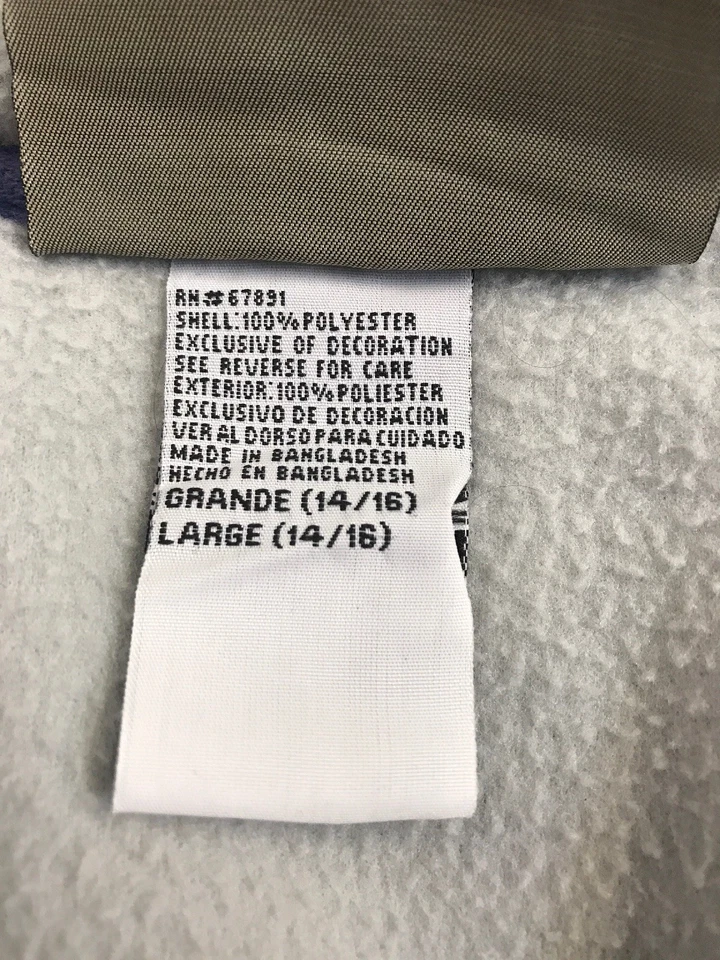 RN#67891
SHELL:100%POLYESTER
EXCLUSIVE OF DECORATION
SEE REVERSE FOR CARE
EXTERIOR:100%POLIESTER
EXCLUSIVO DE DECORACION
VER AL DORSO PARA CUIDADO
MADE IN BANGLADESH
HECHO EN BANGLADESH
GRANDE (14/16)
LARGE (14/16)